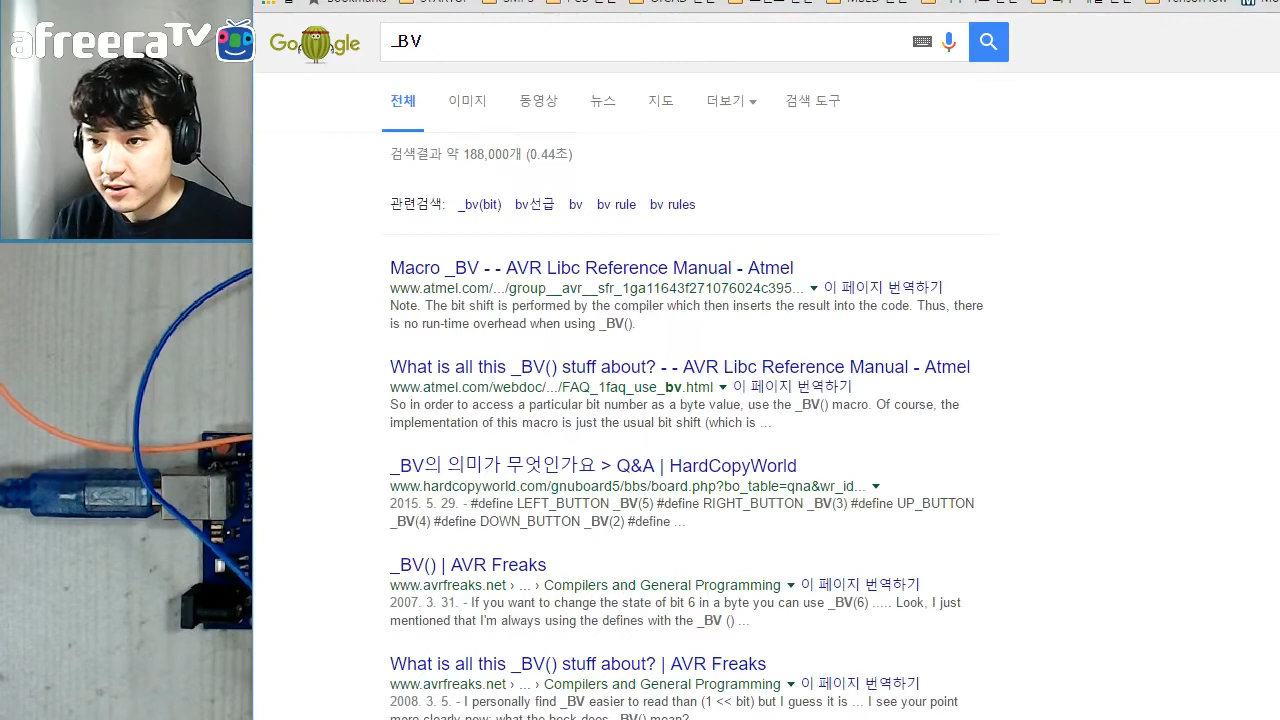 Bookmarks
afreecaTV
Google
_BV
전체 이미지 동영상 뉴스 지도 더보기 검색 도구
검색결과 약 188,000개 (0.44초)
관련검색: _bv(bit) bv선급 bv bv rule bv rules
Macro _BV - - AVR Libc Reference Manual - Atmel
www.atmel.com/.../group__avr__sfr_1ga11643f271076024c395... 이 페이지 번역하기
Note. The bit shift is performed by the compiler which then inserts the result into the code. Thus, there
is no run-time overhead when using _BV().
What is all this _BV() stuff about? - - AVR Libc Reference Manual - Atmel
www.atmel.com/webdoc/.../FAQ_1faq_use_bv.html 이 페이지 번역하기
So in order to access a particular bit number as a byte value, use the _BV() macro. Of course, the
implementation of this macro is just the usual bit shift (which is ...
_BV의 의미가 무엇인가요 > Q&A | HardCopyWorld
www.hardcopyworld.com/gnuboard5/bbs/board.php?bo_table=qna&wr_id...
2015. 5. 29. - #define LEFT_BUTTON _BV(5) #define RIGHT_BUTTON _BV(3) #define UP_BUTTON
_BV(4) #define DOWN_BUTTON _BV(2) #define ...
_BV() | AVR Freaks
www.avrfreaks.net › ... › Compilers and General Programming 이 페이지 번역하기
2007. 3. 31. - If you want to change the state of bit 6 in a byte you can use _BV(6) ..... Look, I just
mentioned that I'm always using the defines with the _BV () ...
What is all this _BV() stuff about? | AVR Freaks
www.avrfreaks.net › ... › Compilers and General Programming 이 페이지 번역하기
2008. 3. 5. - I personally find _BV easier to read than (1 << bit) but I guess it is ... I see your point
more clearly now: what the heck does _BV() mean?